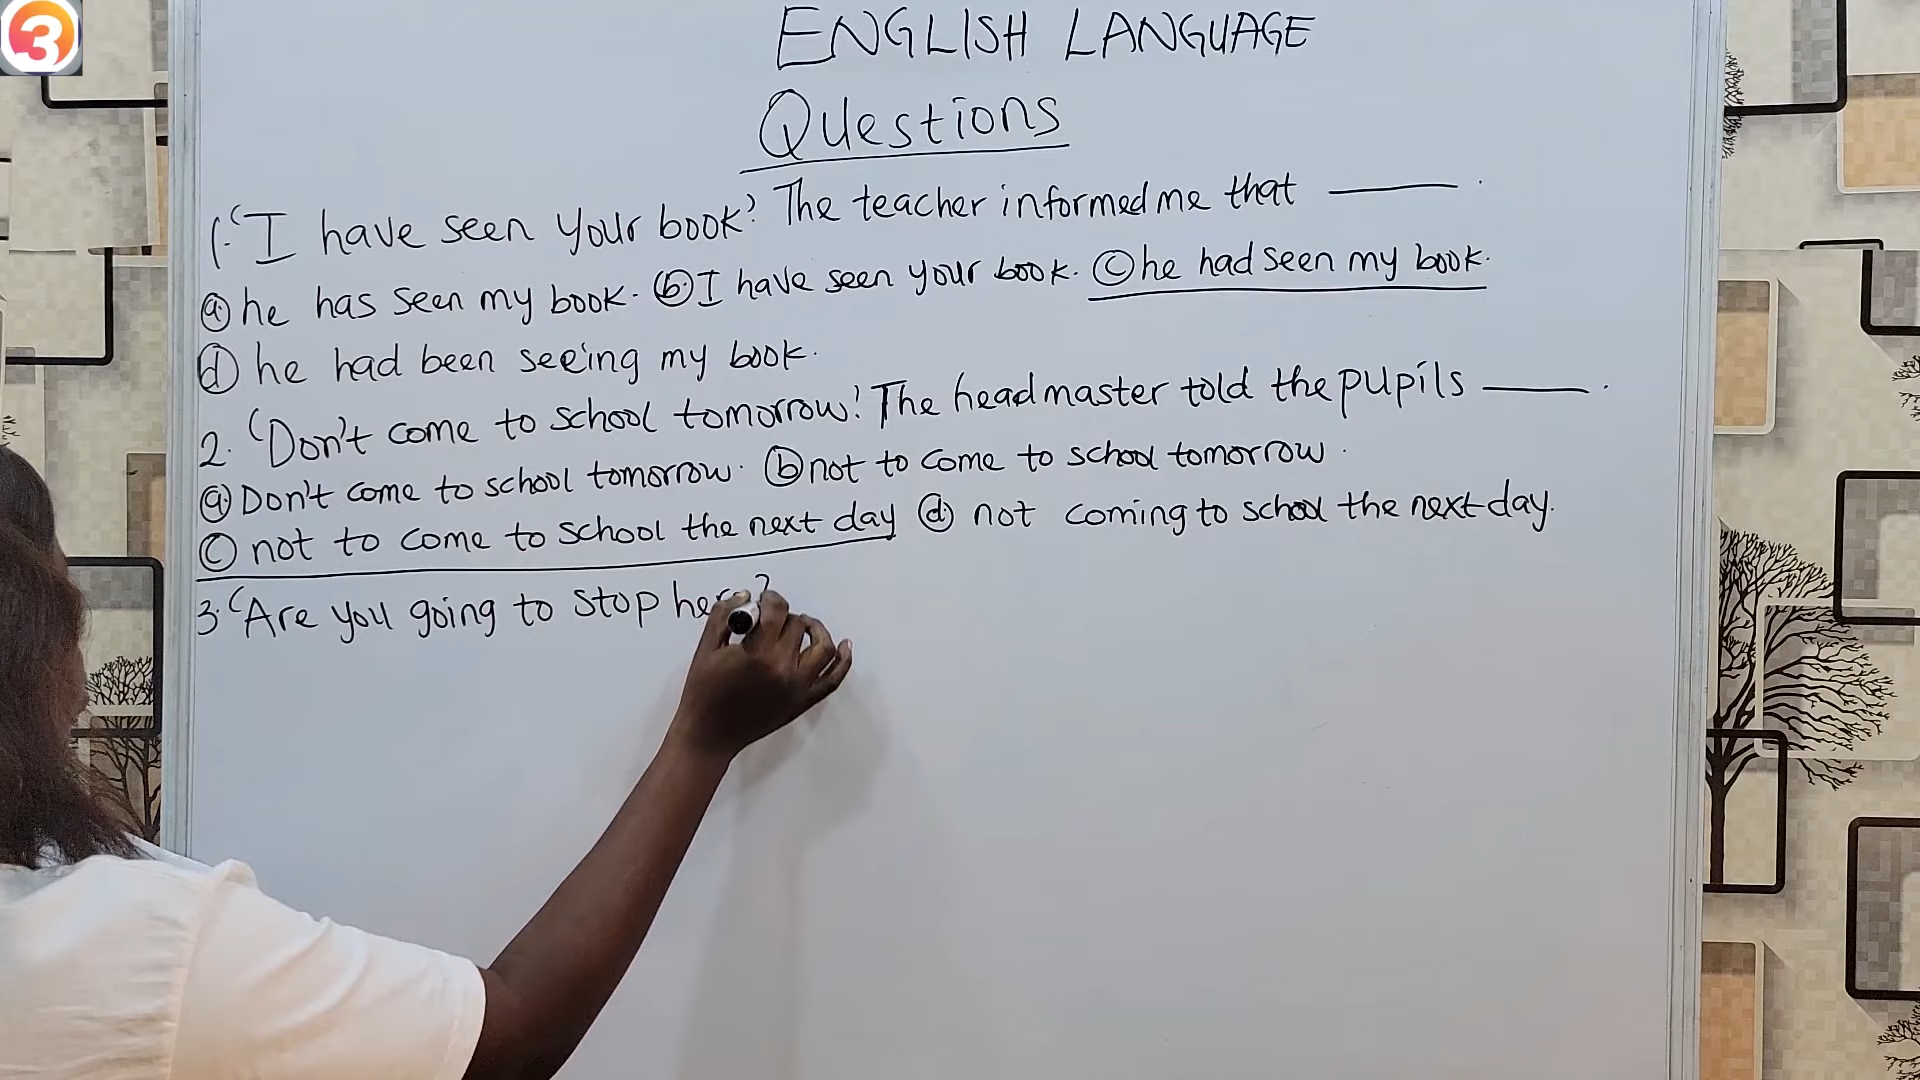 3
ENGLISH LANGUAGE
Questions
1. 'I have seen your book'. The teacher informed me that ____.
(a) he has seen my book. (b) I have seen your book. (c) he had seen my book.
(d) he had been seeing my book.
2. 'Don't come to school tomorrow'. The headmaster told the pupils ____.
(a) Don't come to school tomorrow. (b) not to come to school tomorrow.
(c) not to come to school the next day (d) not coming to school the next day.
3. 'Are you going to stop here?